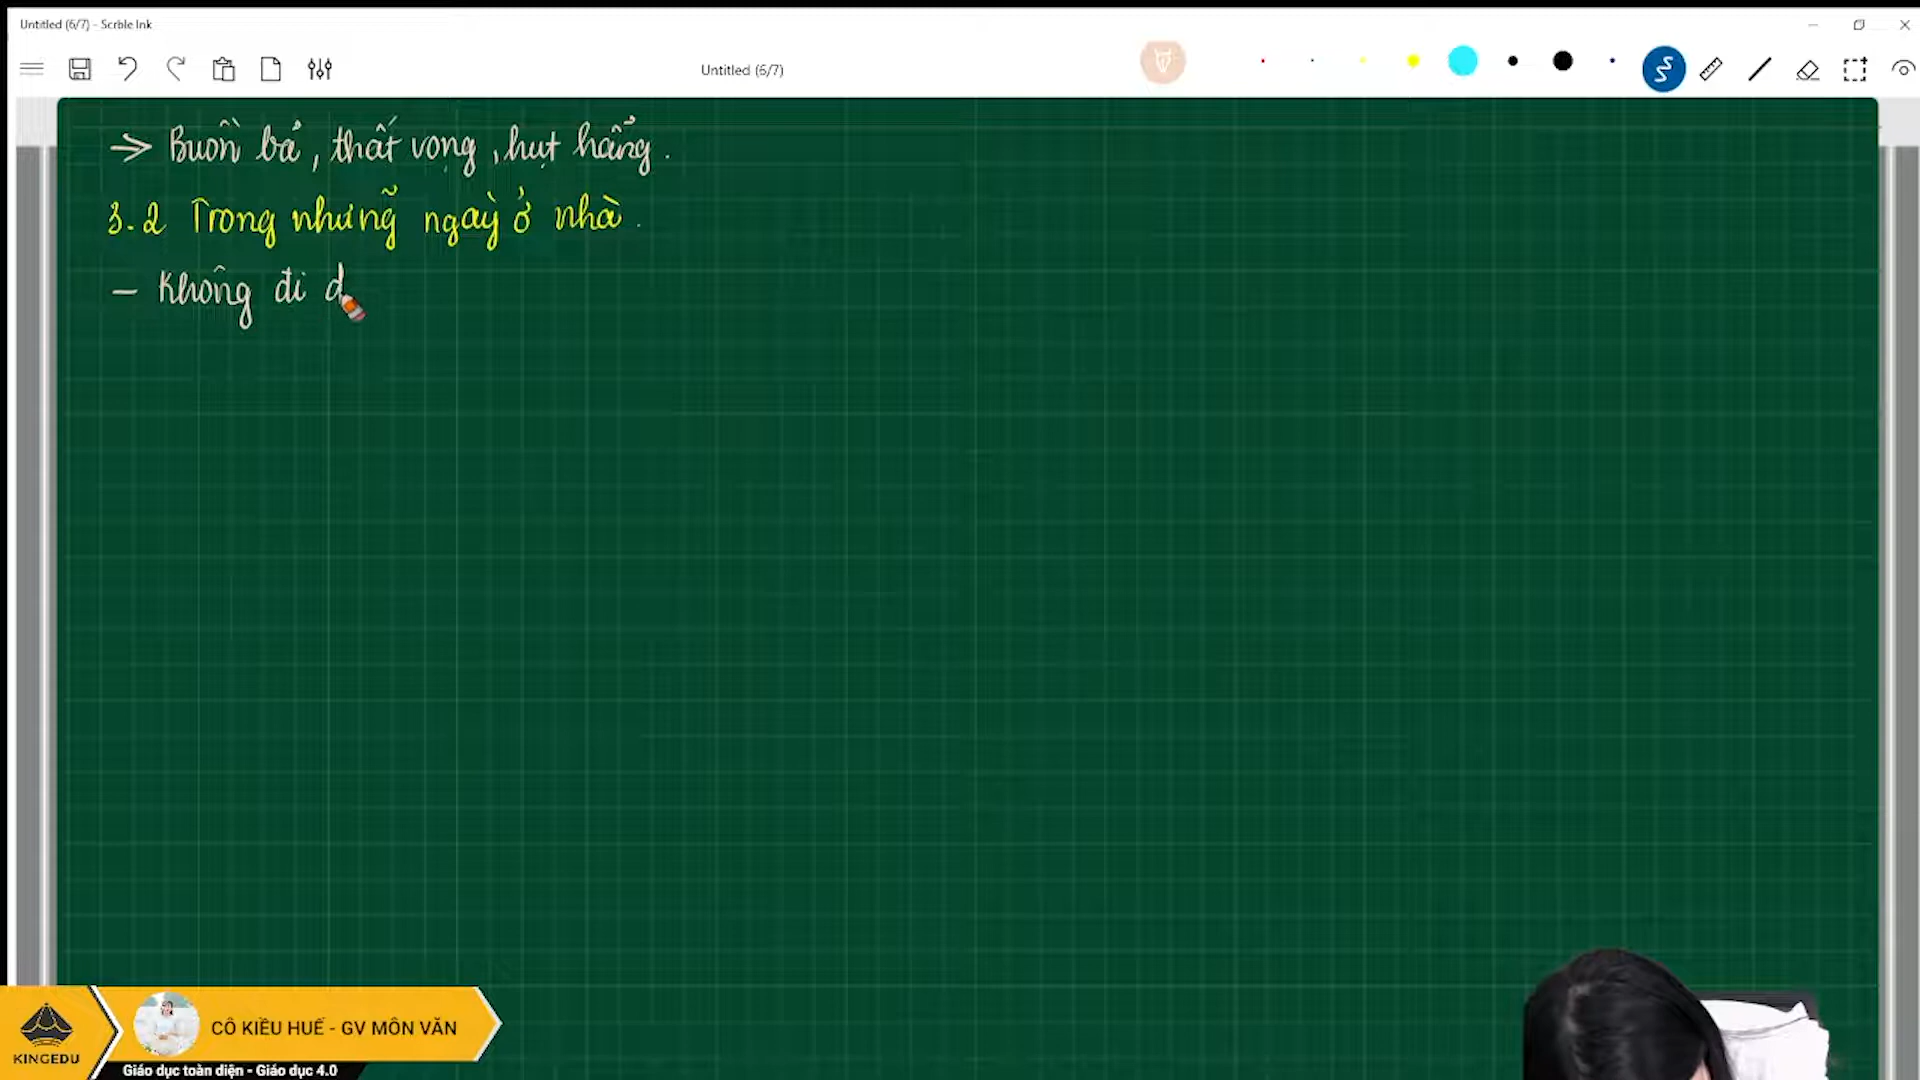 Untitled (6/7) - Scrble Ink
Untitled (6/7)
→ Buồn bã, thất vọng, hụt hẫng.
3.2 Trong những ngày ở nhà.
- Không đi đ
CÔ KIỀU HUẾ - GV MÔN VĂN
KINGEDU
Giáo dục toàn diện - Giáo dục 4.0